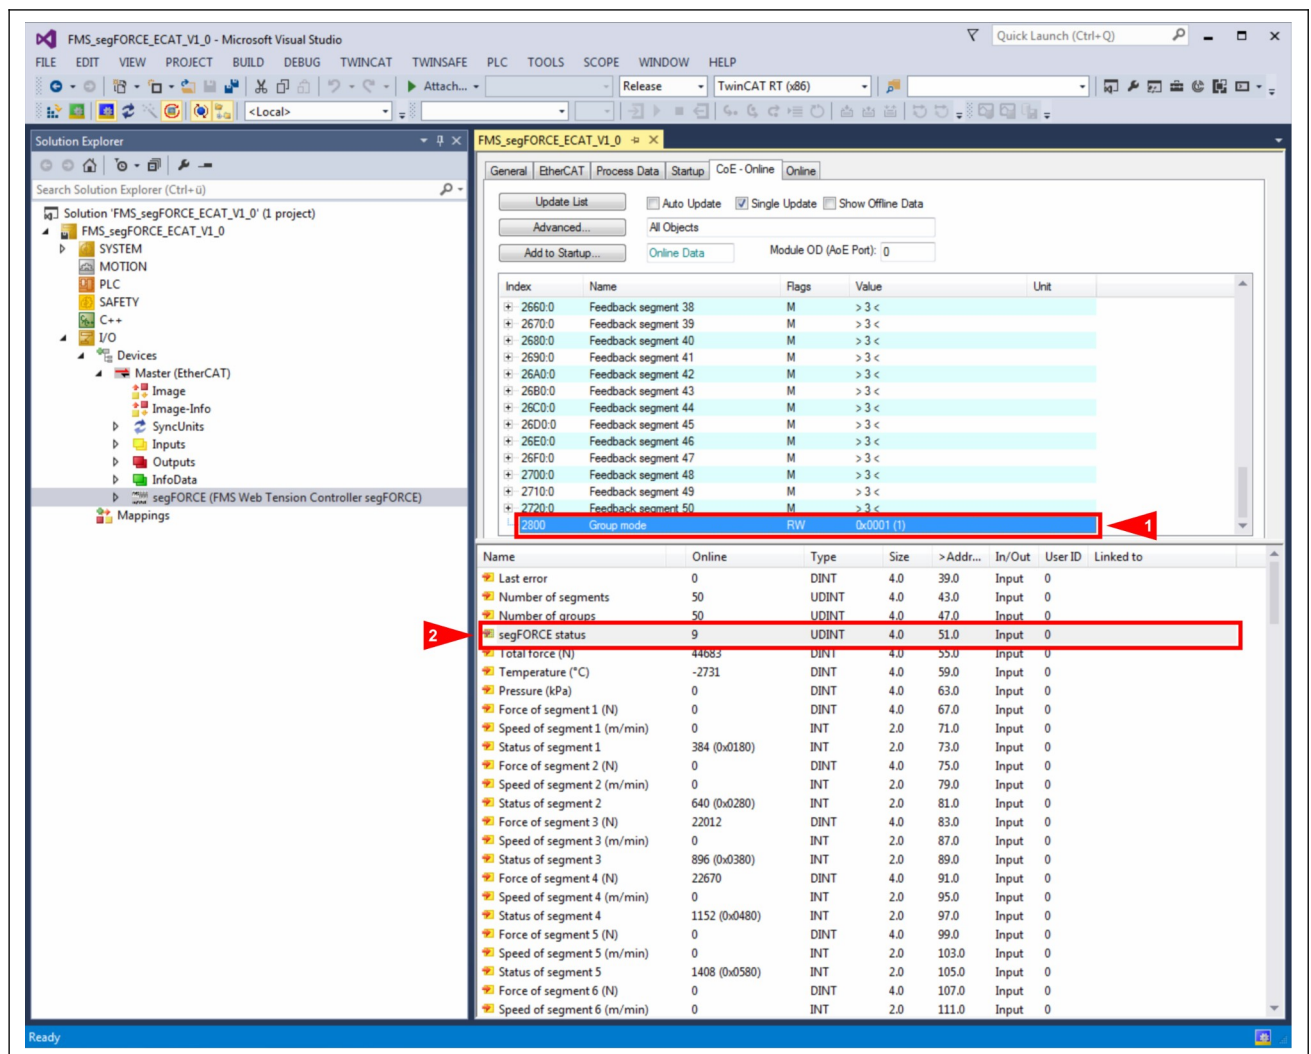 FMS_segFORCE_ECAT_V1_0 - Microsoft Visual Studio
Quick Launch (Ctrl+Q)
FILE EDIT VIEW PROJECT BUILD DEBUG TWINCAT TWINSAFE PLC TOOLS SCOPE WINDOW HELP
Attach... Release TwinCAT RT (x86)
<Local>
Solution Explorer
Search Solution Explorer (Ctrl+ü)
Solution 'FMS_segFORCE_ECAT_V1_0' (1 project)
FMS_segFORCE_ECAT_V1_0
SYSTEM
MOTION
PLC
SAFETY
C++
I/O
Devices
Master (EtherCAT)
Image
Image-Info
SyncUnits
Inputs
Outputs
InfoData
segFORCE (FMS Web Tension Controller segFORCE)
Mappings
FMS_segFORCE_ECAT_V1_0
General EtherCAT Process Data Startup CoE - Online Online
Update List Auto Update Single Update Show Offline Data
Advanced... All Objects
Add to Startup... Online Data Module OD (AoE Port): 0
Index Name Flags Value Unit
2660:0 Feedback segment 38 M > 3 <
2670:0 Feedback segment 39 M > 3 <
2680:0 Feedback segment 40 M > 3 <
2690:0 Feedback segment 41 M > 3 <
26A0:0 Feedback segment 42 M > 3 <
26B0:0 Feedback segment 43 M > 3 <
26C0:0 Feedback segment 44 M > 3 <
26D0:0 Feedback segment 45 M > 3 <
26E0:0 Feedback segment 46 M > 3 <
26F0:0 Feedback segment 47 M > 3 <
2700:0 Feedback segment 48 M > 3 <
2710:0 Feedback segment 49 M > 3 <
2720:0 Feedback segment 50 M > 3 <
2800 Group mode RW 0x0001 (1)
1
Name Online Type Size >Addr... In/Out User ID Linked to
Last error 0 DINT 4.0 39.0 Input 0
Number of segments 50 UDINT 4.0 43.0 Input 0
Number of groups 50 UDINT 4.0 47.0 Input 0
2
segFORCE status 9 UDINT 4.0 51.0 Input 0
Total force (N) 44683 DINT 4.0 55.0 Input 0
Temperature (°C) -2731 DINT 4.0 59.0 Input 0
Pressure (kPa) 0 DINT 4.0 63.0 Input 0
Force of segment 1 (N) 0 DINT 4.0 67.0 Input 0
Speed of segment 1 (m/min) 0 INT 2.0 71.0 Input 0
Status of segment 1 384 (0x0180) INT 2.0 73.0 Input 0
Force of segment 2 (N) 0 DINT 4.0 75.0 Input 0
Speed of segment 2 (m/min) 0 INT 2.0 79.0 Input 0
Status of segment 2 640 (0x0280) INT 2.0 81.0 Input 0
Force of segment 3 (N) 22012 DINT 4.0 83.0 Input 0
Speed of segment 3 (m/min) 0 INT 2.0 87.0 Input 0
Status of segment 3 896 (0x0380) INT 2.0 89.0 Input 0
Force of segment 4 (N) 22670 DINT 4.0 91.0 Input 0
Speed of segment 4 (m/min) 0 INT 2.0 95.0 Input 0
Status of segment 4 1152 (0x0480) INT 2.0 97.0 Input 0
Force of segment 5 (N) 0 DINT 4.0 99.0 Input 0
Speed of segment 5 (m/min) 0 INT 2.0 103.0 Input 0
Status of segment 5 1408 (0x0580) INT 2.0 105.0 Input 0
Force of segment 6 (N) 0 DINT 4.0 107.0 Input 0
Speed of segment 6 (m/min) 0 INT 2.0 111.0 Input 0
Ready